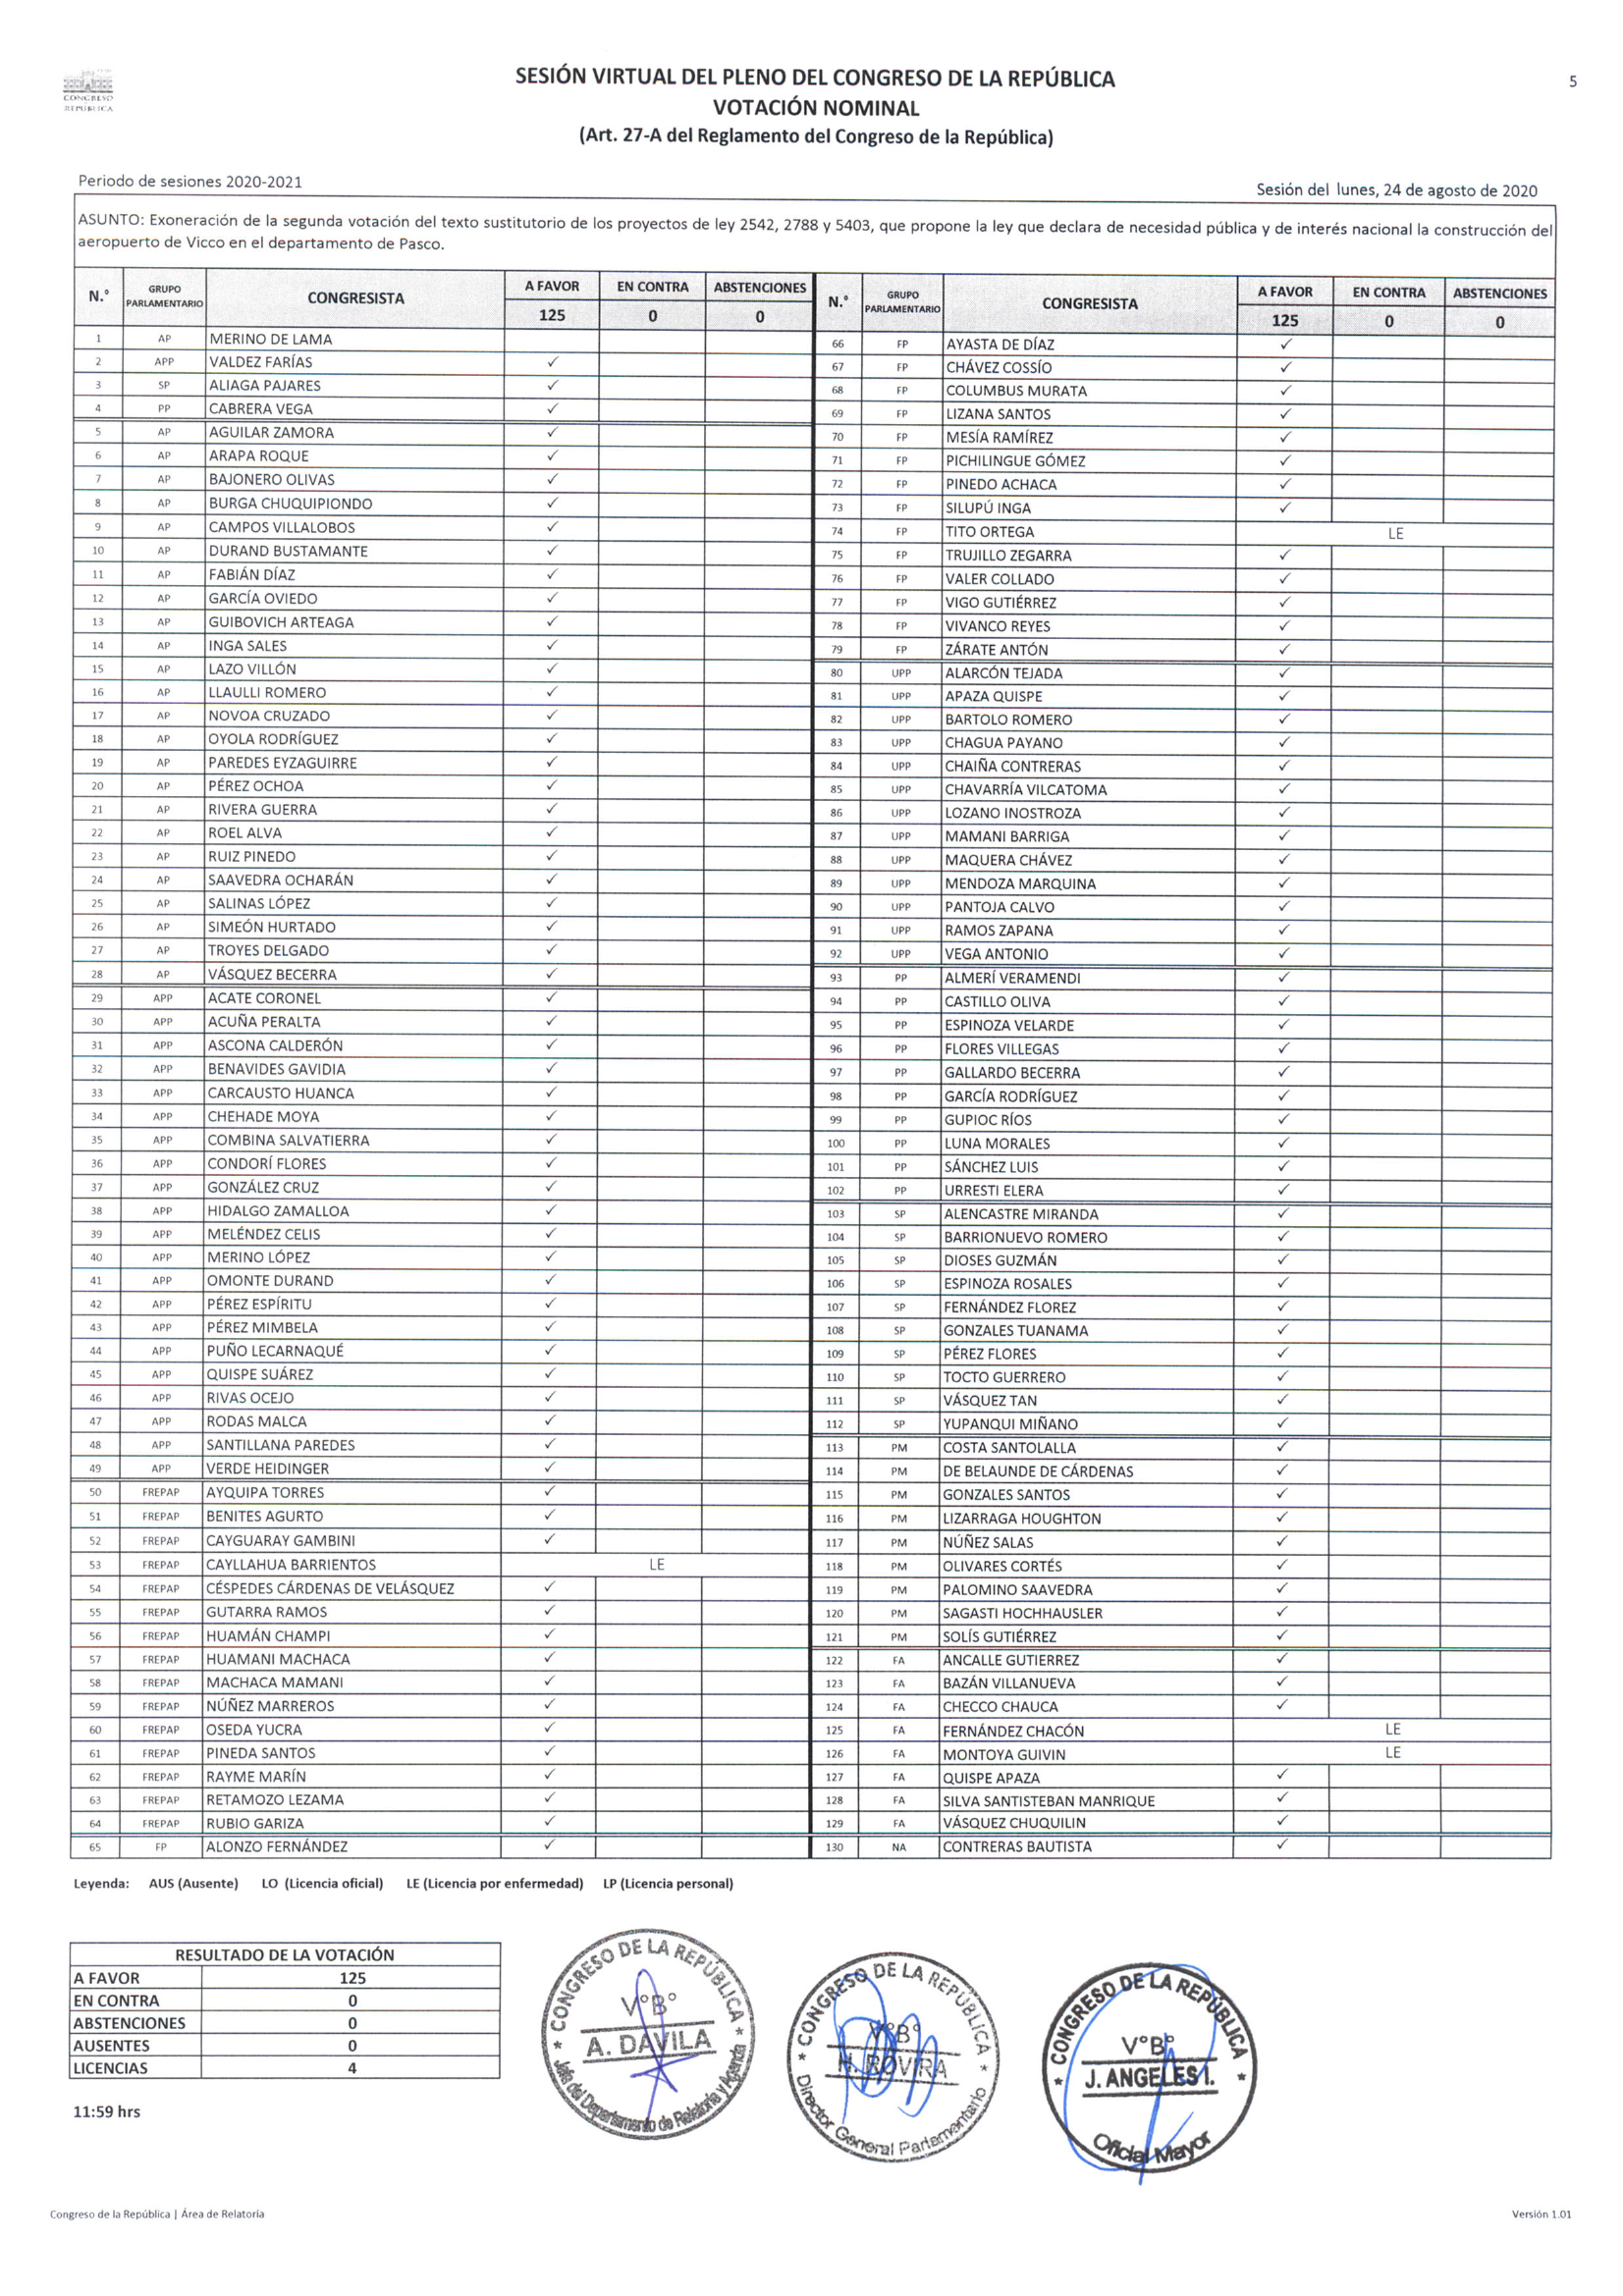 CONGRESO
REPÚBLICA
SESIÓN VIRTUAL DEL PLENO DEL CONGRESO DE LA REPÚBLICA
5
VOTACIÓN NOMINAL
(Art. 27-A del Reglamento del Congreso de la República)
Periodo de sesiones 2020-2021
Sesión del lunes, 24 de agosto de 2020
ASUNTO: Exoneración de la segunda votación del texto sustitutorio de los proyectos de ley 2542, 2788 y 5403, que propone la ley que declara de necesidad pública y de interés nacional la construcción del
aeropuerto de Vicco en el departamento de Pasco.
N.° GRUPO PARLAMENTARIO CONGRESISTA A FAVOR EN CONTRA ABSTENCIONES
125 0 0
1 AP MERINO DE LAMA
2 APP VALDEZ FARÍAS ✓
3 SP ALIAGA PAJARES ✓
4 PP CABRERA VEGA ✓
5 AP AGUILAR ZAMORA ✓
6 AP ARAPA ROQUE ✓
7 AP BAJONERO OLIVAS ✓
8 AP BURGA CHUQUIPIONDO ✓
9 AP CAMPOS VILLALOBOS ✓
10 AP DURAND BUSTAMANTE ✓
11 AP FABIÁN DÍAZ ✓
12 AP GARCÍA OVIEDO ✓
13 AP GUIBOVICH ARTEAGA ✓
14 AP INGA SALES ✓
15 AP LAZO VILLÓN ✓
16 AP LLAULLI ROMERO ✓
17 AP NOVOA CRUZADO ✓
18 AP OYOLA RODRÍGUEZ ✓
19 AP PAREDES EYZAGUIRRE ✓
20 AP PÉREZ OCHOA ✓
21 AP RIVERA GUERRA ✓
22 AP ROEL ALVA ✓
23 AP RUIZ PINEDO ✓
24 AP SAAVEDRA OCHARÁN ✓
25 AP SALINAS LÓPEZ ✓
26 AP SIMEÓN HURTADO ✓
27 AP TROYES DELGADO ✓
28 AP VÁSQUEZ BECERRA ✓
29 APP ACATE CORONEL ✓
30 APP ACUÑA PERALTA ✓
31 APP ASCONA CALDERÓN ✓
32 APP BENAVIDES GAVIDIA ✓
33 APP CARCAUSTO HUANCA ✓
34 APP CHEHADE MOYA ✓
35 APP COMBINA SALVATIERRA ✓
36 APP CONDORÍ FLORES ✓
37 APP GONZÁLEZ CRUZ ✓
38 APP HIDALGO ZAMALLOA ✓
39 APP MELÉNDEZ CELIS ✓
40 APP MERINO LÓPEZ ✓
41 APP OMONTE DURAND ✓
42 APP PÉREZ ESPÍRITU ✓
43 APP PÉREZ MIMBELA ✓
44 APP PUÑO LECARNAQUÉ ✓
45 APP QUISPE SUÁREZ ✓
46 APP RIVAS OCEJO ✓
47 APP RODAS MALCA ✓
48 APP SANTILLANA PAREDES ✓
49 APP VERDE HEIDINGER ✓
50 FREPAP AYQUIPA TORRES ✓
51 FREPAP BENITES AGURTO ✓
52 FREPAP CAYGUARAY GAMBINI ✓
53 FREPAP CAYLLAHUA BARRIENTOS LE
54 FREPAP CÉSPEDES CÁRDENAS DE VELÁSQUEZ ✓
55 FREPAP GUTARRA RAMOS ✓
56 FREPAP HUAMÁN CHAMPI ✓
57 FREPAP HUAMANI MACHACA ✓
58 FREPAP MACHACA MAMANI ✓
59 FREPAP NÚÑEZ MARREROS ✓
60 FREPAP OSEDA YUCRA ✓
61 FREPAP PINEDA SANTOS ✓
62 FREPAP RAYME MARÍN ✓
63 FREPAP RETAMOZO LEZAMA ✓
64 FREPAP RUBIO GARIZA ✓
65 FP ALONZO FERNÁNDEZ ✓
N.° GRUPO PARLAMENTARIO CONGRESISTA A FAVOR EN CONTRA ABSTENCIONES
125 0 0
66 FP AYASTA DE DÍAZ ✓
67 FP CHÁVEZ COSSÍO ✓
68 FP COLUMBUS MURATA ✓
69 FP LIZANA SANTOS ✓
70 FP MESÍA RAMÍREZ ✓
71 FP PICHILINGUE GÓMEZ ✓
72 FP PINEDO ACHACA ✓
73 FP SILUPÚ INGA ✓
74 FP TITO ORTEGA LE
75 FP TRUJILLO ZEGARRA ✓
76 FP VALER COLLADO ✓
77 FP VIGO GUTIÉRREZ ✓
78 FP VIVANCO REYES ✓
79 FP ZÁRATE ANTÓN ✓
80 UPP ALARCÓN TEJADA ✓
81 UPP APAZA QUISPE ✓
82 UPP BARTOLO ROMERO ✓
83 UPP CHAGUA PAYANO ✓
84 UPP CHAIÑA CONTRERAS ✓
85 UPP CHAVARRÍA VILCATOMA ✓
86 UPP LOZANO INOSTROZA ✓
87 UPP MAMANI BARRIGA ✓
88 UPP MAQUERA CHÁVEZ ✓
89 UPP MENDOZA MARQUINA ✓
90 UPP PANTOJA CALVO ✓
91 UPP RAMOS ZAPANA ✓
92 UPP VEGA ANTONIO ✓
93 PP ALMERÍ VERAMENDI ✓
94 PP CASTILLO OLIVA ✓
95 PP ESPINOZA VELARDE ✓
96 PP FLORES VILLEGAS ✓
97 PP GALLARDO BECERRA ✓
98 PP GARCÍA RODRÍGUEZ ✓
99 PP GUPIOC RÍOS ✓
100 PP LUNA MORALES ✓
101 PP SÁNCHEZ LUIS ✓
102 PP URRESTI ELERA ✓
103 SP ALENCASTRE MIRANDA ✓
104 SP BARRIONUEVO ROMERO ✓
105 SP DIOSES GUZMÁN ✓
106 SP ESPINOZA ROSALES ✓
107 SP FERNÁNDEZ FLOREZ ✓
108 SP GONZALES TUANAMA ✓
109 SP PÉREZ FLORES ✓
110 SP TOCTO GUERRERO ✓
111 SP VÁSQUEZ TAN ✓
112 SP YUPANQUI MIÑANO ✓
113 PM COSTA SANTOLALLA ✓
114 PM DE BELAUNDE DE CÁRDENAS ✓
115 PM GONZALES SANTOS ✓
116 PM LIZARRAGA HOUGHTON ✓
117 PM NÚÑEZ SALAS ✓
118 PM OLIVARES CORTÉS ✓
119 PM PALOMINO SAAVEDRA ✓
120 PM SAGASTI HOCHHAUSLER ✓
121 PM SOLÍS GUTIÉRREZ ✓
122 FA ANCALLE GUTIERREZ ✓
123 FA BAZÁN VILLANUEVA ✓
124 FA CHECCO CHAUCA ✓
125 FA FERNÁNDEZ CHACÓN LE
126 FA MONTOYA GUIVIN LE
127 FA QUISPE APAZA ✓
128 FA SILVA SANTISTEBAN MANRIQUE ✓
129 FA VÁSQUEZ CHUQUILIN ✓
130 NA CONTRERAS BAUTISTA ✓
Leyenda: AUS (Ausente) LO (Licencia oficial) LE (Licencia por enfermedad) LP (Licencia personal)
RESULTADO DE LA VOTACIÓN
A FAVOR 125
EN CONTRA 0
ABSTENCIONES 0
AUSENTES 0
LICENCIAS 4
11:59 hrs
* CONGRESO DE LA REPÚBLICA *
V°B°
A. DAVILA
Jefe del Departamento de Relatoría y Agenda
* CONGRESO DE LA REPÚBLICA *
V°B°
H. ROVIRA
Director General Parlamentario
* CONGRESO DE LA REPÚBLICA *
V°B°
J. ANGELES I.
Oficial Mayor
Congreso de la República | Área de Relatoría
Versión 1.01